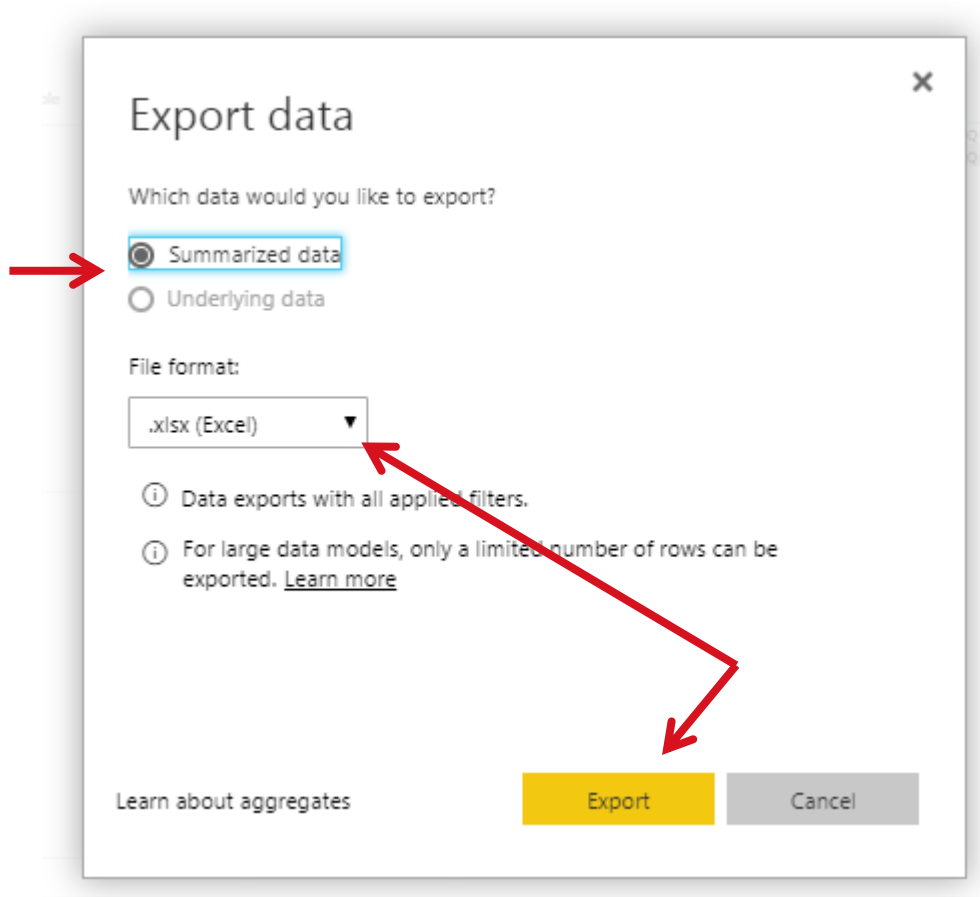 Export data
Which data would you like to export?
Summarized data
Underlying data
File format:
.xlsx (Excel)
Data exports with all applied filters.
For large data models, only a limited number of rows can be
exported. Learn more
Learn about aggregates
Export
Cancel